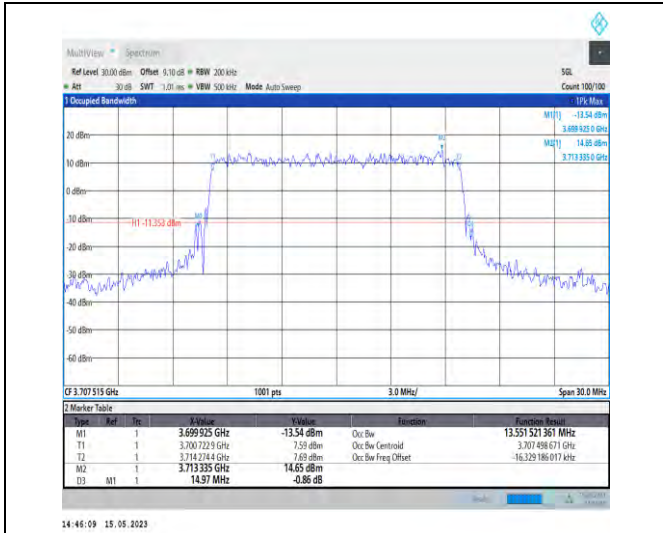 MultiView Spectrum
Ref Level 30.00 dBm Offset 9.10 dB RBW 200 kHz SGL
Att 30 dB SWT 1.01 ms VBW 500 kHz Mode Auto Sweep Count 100/100
1 Occupied Bandwidth 1Pk Max
M1[1] -13.54 dBm
3.699 925 0 GHz
M2[1] 14.65 dBm
3.713 335 0 GHz
20 dBm
10 dBm
0 dBm
-10 dBm
H1 -11.353 dBm
-20 dBm
-30 dBm
-40 dBm
-50 dBm
-60 dBm
CF 3.707 515 GHz 1001 pts 3.0 MHz/ Span 30.0 MHz
2 Marker Table
Type Ref Trc X-Value Y-Value Function Function Result
M1 1 3.699 925 GHz -13.54 dBm Occ Bw 13.551 521 361 MHz
T1 1 3.700 722 9 GHz 7.59 dBm Occ Bw Centroid 3.707 498 671 GHz
T2 1 3.714 274 4 GHz 7.69 dBm Occ Bw Freq Offset -16.329 186 017 kHz
M2 1 3.713 335 GHz 14.65 dBm
D3 M1 1 14.97 MHz -0.86 dB
14:46:09 15.05.2023